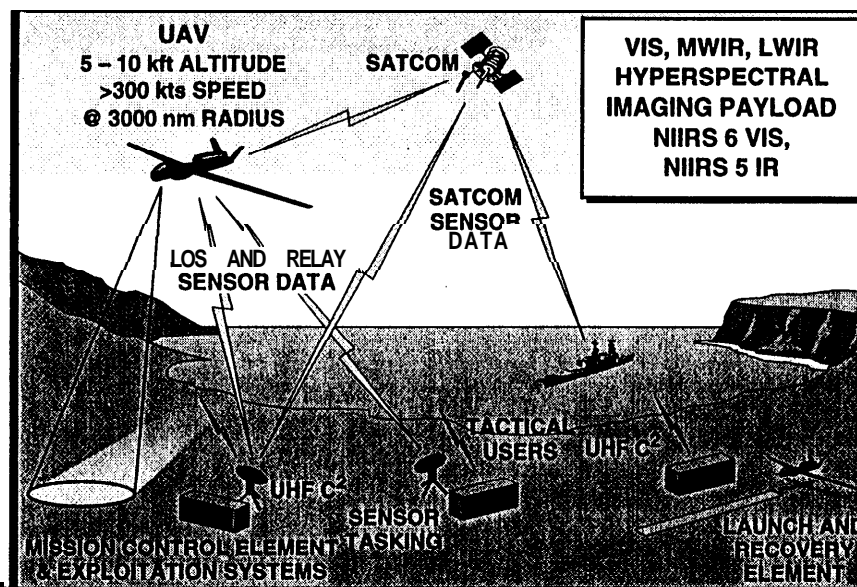 UAV
5 – 10 kft ALTITUDE
>300 kts SPEED
@ 3000 nm RADIUS
SATCOM
VIS, MWIR, LWIR
HYPERSPECTRAL
IMAGING PAYLOAD
NIIRS 6 VIS,
NIIRS 5 IR
SATCOM
SENSOR
DATA
LOS AND RELAY
SENSOR DATA
TACTICAL
USERS
UHF C²
UHF C²
SENSOR
TASKING
MISSION CONTROL ELEMENT
& EXPLOITATION SYSTEMS
LAUNCH AND
RECOVERY
ELEMENT